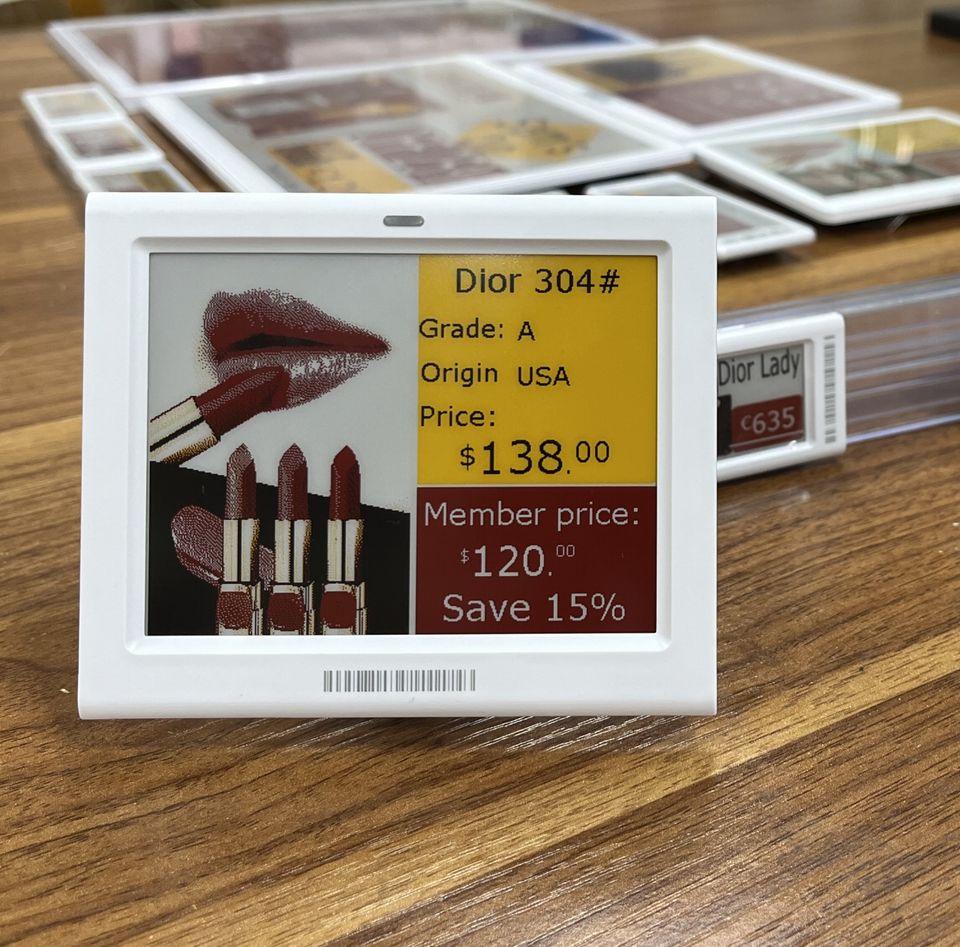 Dior 304#
Grade: A
Origin USA
Price:
$138.00
Member price:
$120.00
Save 15%
Dior Lady
€635